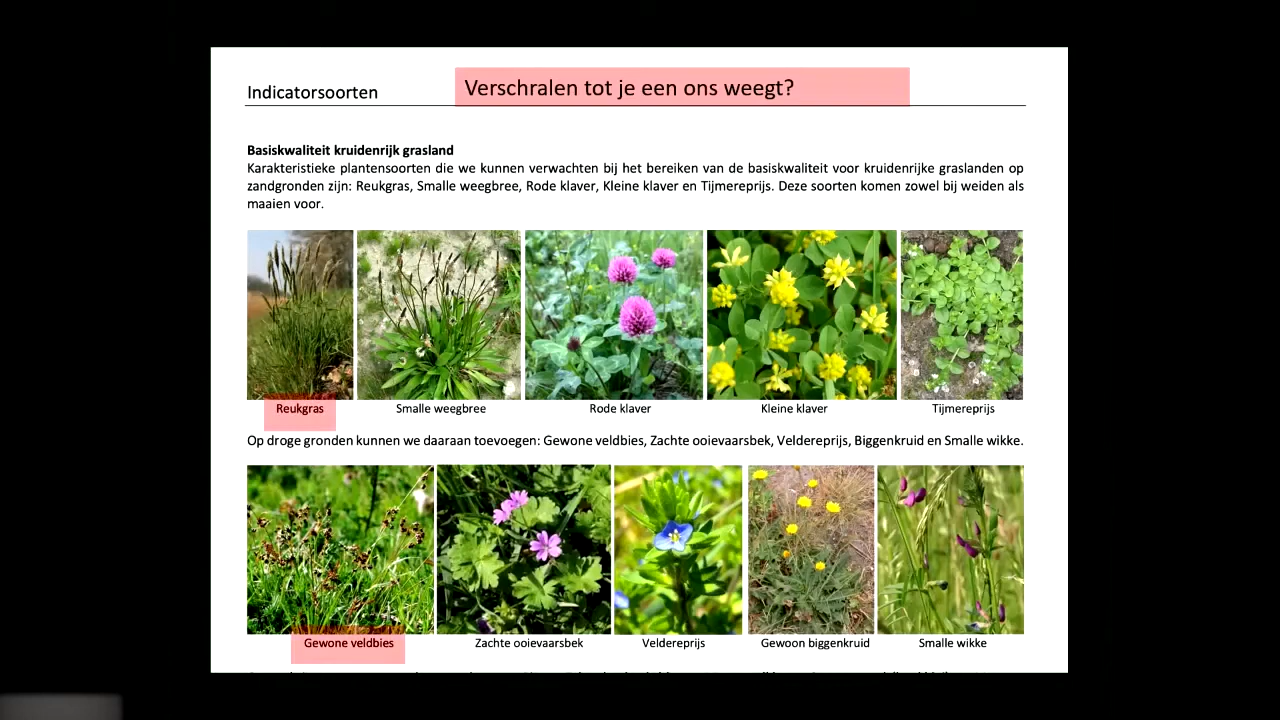 Indicatorsoorten
Verschralen tot je een ons weegt?
Basiskwaliteit kruidenrijk grasland
Karakteristieke plantensoorten die we kunnen verwachten bij het bereiken van de basiskwaliteit voor kruidenrijke graslanden op
zandgronden zijn: Reukgras, Smalle weegbree, Rode klaver, Kleine klaver en Tijmereprijs. Deze soorten komen zowel bij weiden als
maaien voor.
Reukgras
Smalle weegbree
Rode klaver
Kleine klaver
Tijmereprijs
Op droge gronden kunnen we daaraan toevoegen: Gewone veldbies, Zachte ooievaarsbek, Veldereprijs, Biggenkruid en Smalle wikke.
Gewone veldbies
Zachte ooievaarsbek
Veldereprijs
Gewoon biggenkruid
Smalle wikke